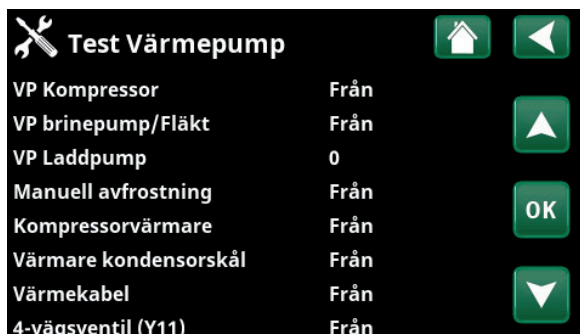 Test Värmepump
VP Kompressor Från
VP brinepump/Fläkt Från
VP Laddpump 0
Manuell avfrostning Från
OK
Kompressorvärmare Från
Värmare kondensorskål Från
Värmekabel Från
4-vägsventil (Y11) Från